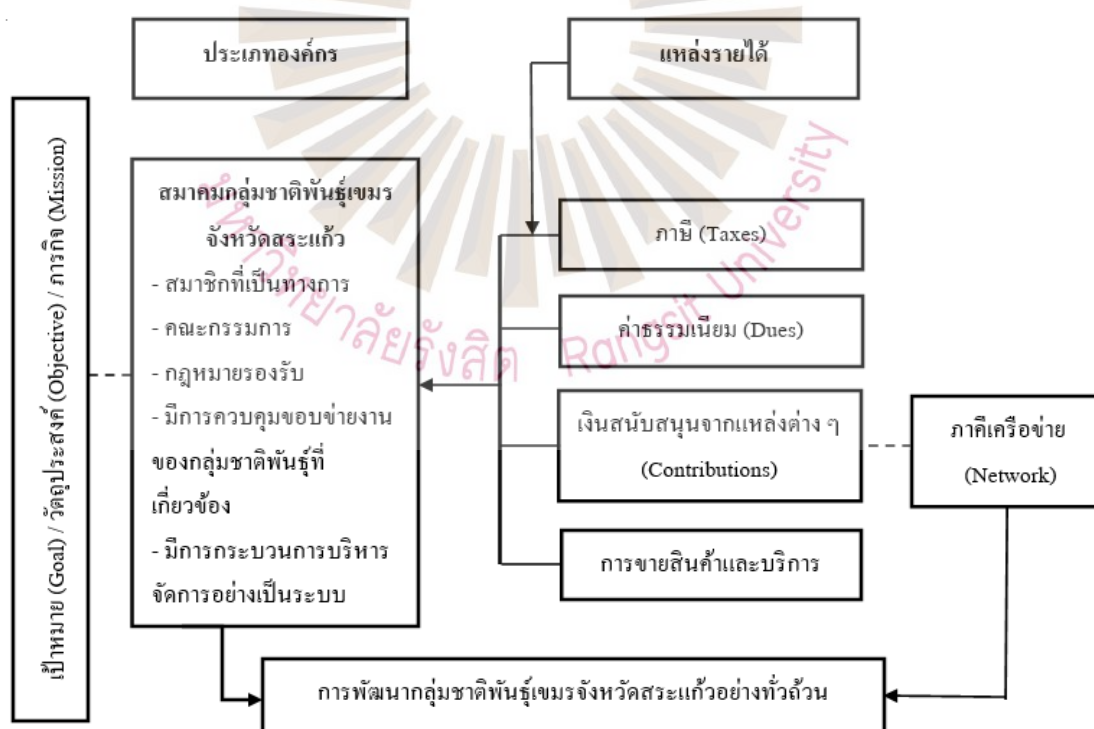 ประเภทองค์กร
แหล่งรายได้
เป้าหมาย (Goal) / วัตถุประสงค์ (Objective) / ภารกิจ (Mission)
สมาคมกลุ่มชาติพันธุ์เขมร
จังหวัดสระแก้ว
- สมาชิกที่เป็นทางการ
- คณะกรรมการ
- กฎหมายรองรับ
- มีการควบคุมขอบข่ายงาน
ของกลุ่มชาติพันธุ์ที่
เกี่ยวข้อง
- มีการกระบวนการบริหาร
จัดการอย่างเป็นระบบ
ภาษี (Taxes)
ค่าธรรมเนียม (Dues)
เงินสนับสนุนจากแหล่งต่าง ๆ
(Contributions)
การขายสินค้าและบริการ
ภาคีเครือข่าย
(Network)
การพัฒนากลุ่มชาติพันธุ์เขมรจังหวัดสระแก้วอย่างทั่วถ้วน
มหาวิทยาลัยรังสิต Rangsit University